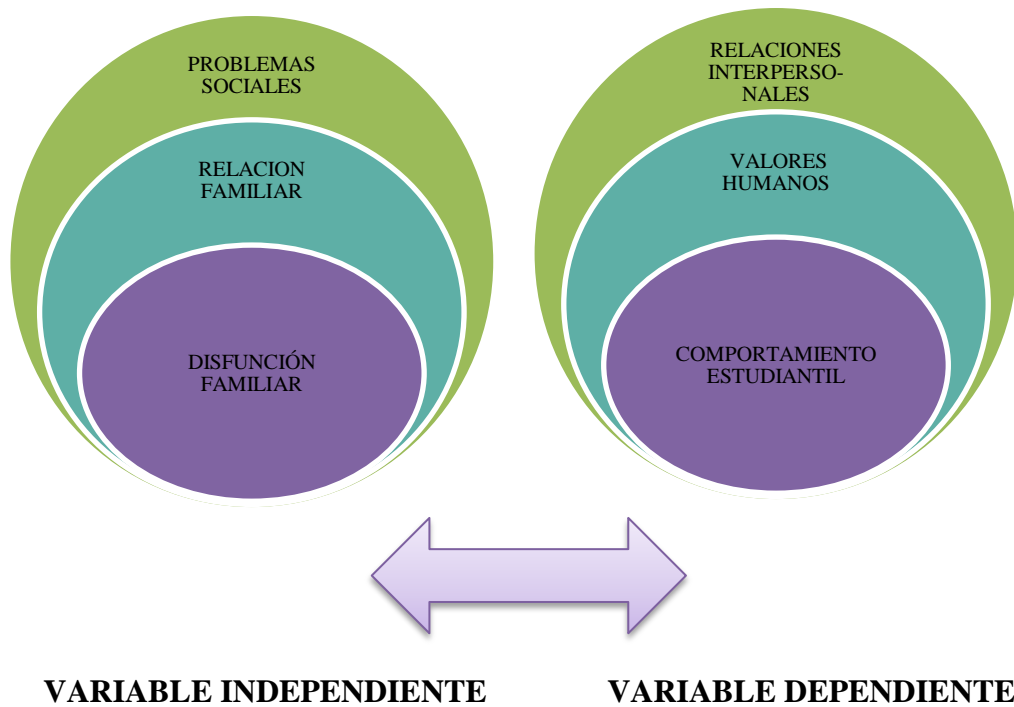 PROBLEMAS
SOCIALES
RELACION
FAMILIAR
DISFUNCIÓN
FAMILIAR
RELACIONES
INTERPERSO-
NALES
VALORES
HUMANOS
COMPORTAMIENTO
ESTUDIANTIL
VARIABLE INDEPENDIENTE
VARIABLE DEPENDIENTE